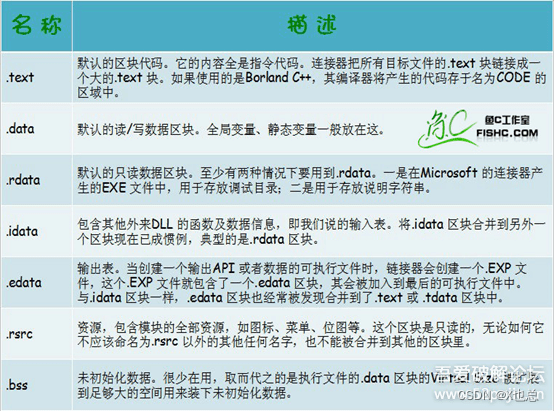 名 称
描 述
.text
默认的区块代码。它的内容全是指令代码。连接器把所有目标文件的.text 块链接成一
个大的.text 块。如果使用的是Borland C++，其编译器将产生的代码存于名为CODE 的
区域中。
.data
默认的读/写数据区块。全局变量、静态变量一般放在这。
鱼C工作室
FISHC.COM
.rdata
默认的只读数据区块。至少有两种情况下要用到.rdata。一是在Microsoft 的连接器产
生的EXE 文件中，用于存放调试目录；二是用于存放说明字符串。
.idata
包含其他外来DLL 的函数及数据信息，即我们说的输入表。将.idata 区块合并到另外一
个区块现在已成惯例，典型的是.rdata 区块。
.edata
输出表。当创建一个输出API 或者数据的可执行文件时，链接器会创建一个.EXP 文
件，这个.EXP 文件就包含了一个.edata 区块，其会被加入到最后的可执行文件中。
与.idata 区块一样，.edata 区块也经常被发现合并到了.text 或 .tdata 区块中。
.rsrc
资源，包含模块的全部资源，如图标、菜单、位图等。这个区块是只读的，无论如何它
不应该命名为.rsrc 以外的其他任何名字，也不能被合并到其他的区块里。
.bss
未初始化数据。很少在用，取而代之的是执行文件的.data 区块的Virtual Size 被扩展
到足够大的空间用来装下未初始化数据。
吾爱破解论坛